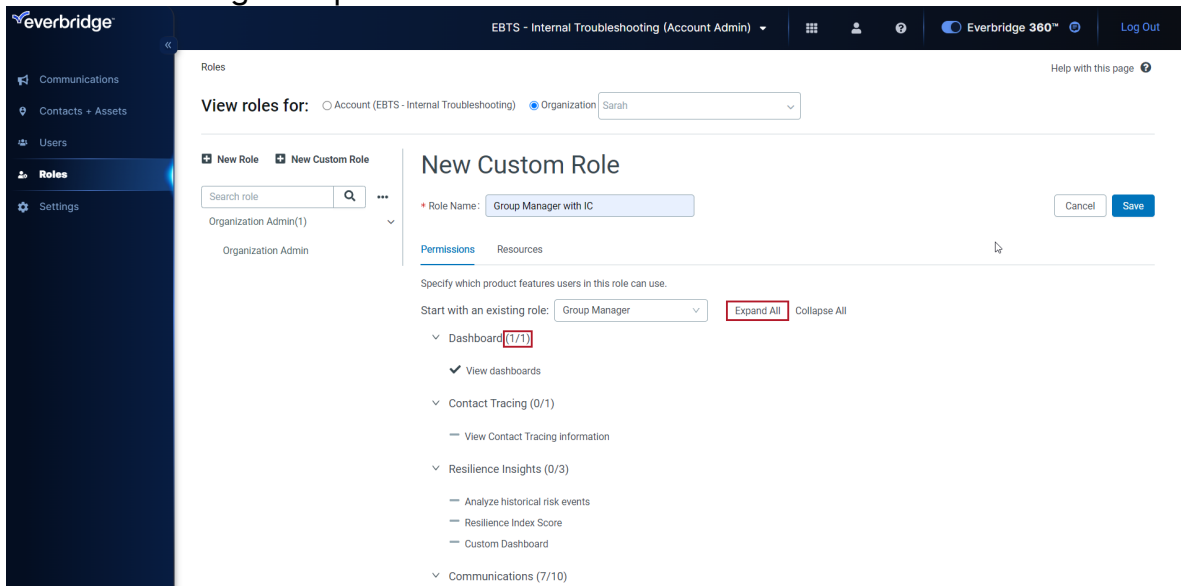 everbridge
EBTS - Internal Troubleshooting (Account Admin)
Everbridge 360™
Log Out
«
Communications
Contacts + Assets
Users
Roles
Settings
Roles
Help with this page
View roles for: Account (EBTS - Internal Troubleshooting) Organization Sarah
New Role New Custom Role
Search role
Organization Admin(1)
Organization Admin
New Custom Role
* Role Name: Group Manager with IC
Cancel Save
Permissions Resources
Specify which product features users in this role can use.
Start with an existing role: Group Manager Expand All Collapse All
Dashboard (1/1)
View dashboards
Contact Tracing (0/1)
View Contact Tracing information
Resilience Insights (0/3)
Analyze historical risk events
Resilience Index Score
Custom Dashboard
Communications (7/10)